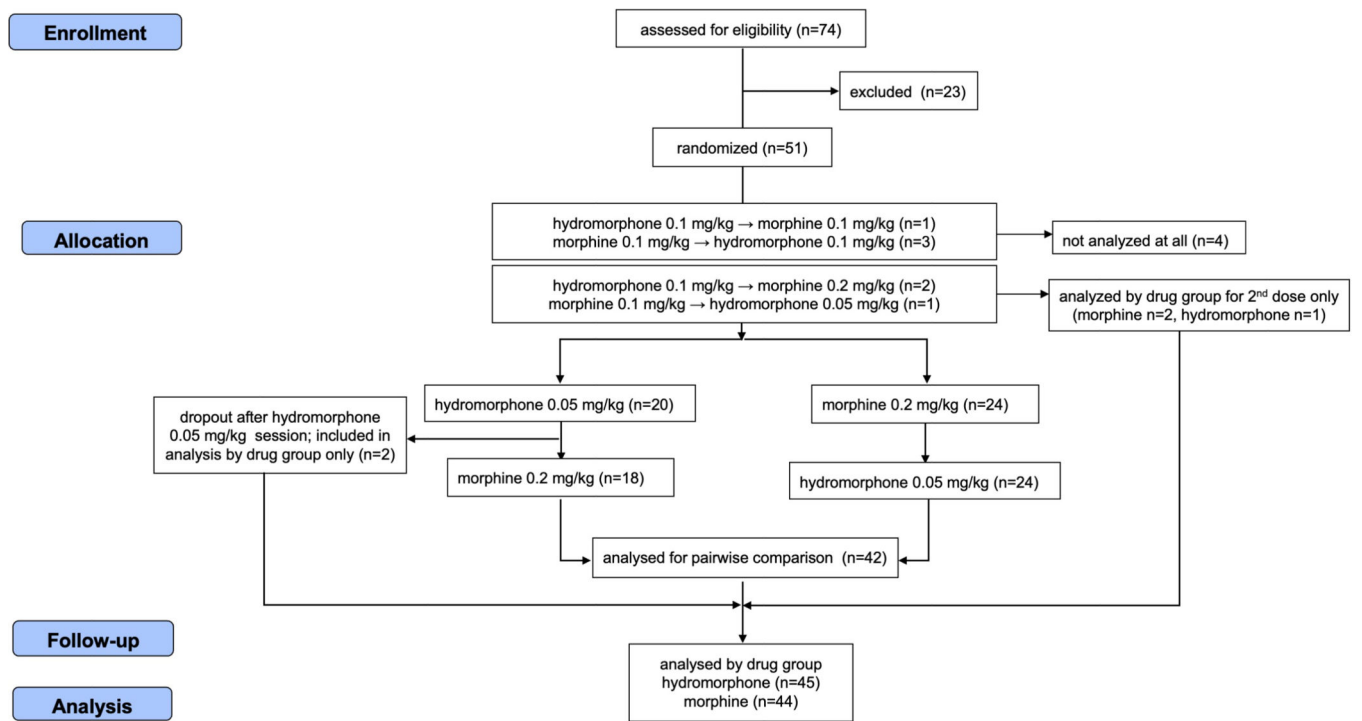 Enrollment
assessed for eligibility (n=74)
excluded (n=23)
randomized (n=51)
Allocation
hydromorphone 0.1 mg/kg → morphine 0.1 mg/kg (n=1)
morphine 0.1 mg/kg → hydromorphone 0.1 mg/kg (n=3)
not analyzed at all (n=4)
hydromorphone 0.1 mg/kg → morphine 0.2 mg/kg (n=2)
morphine 0.1 mg/kg → hydromorphone 0.05 mg/kg (n=1)
analyzed by drug group for 2nd dose only
(morphine n=2, hydromorphone n=1)
hydromorphone 0.05 mg/kg (n=20)
morphine 0.2 mg/kg (n=24)
dropout after hydromorphone
0.05 mg/kg session; included in
analysis by drug group only (n=2)
morphine 0.2 mg/kg (n=18)
hydromorphone 0.05 mg/kg (n=24)
analysed for pairwise comparison (n=42)
Follow-up
analysed by drug group
hydromorphone (n=45)
morphine (n=44)
Analysis